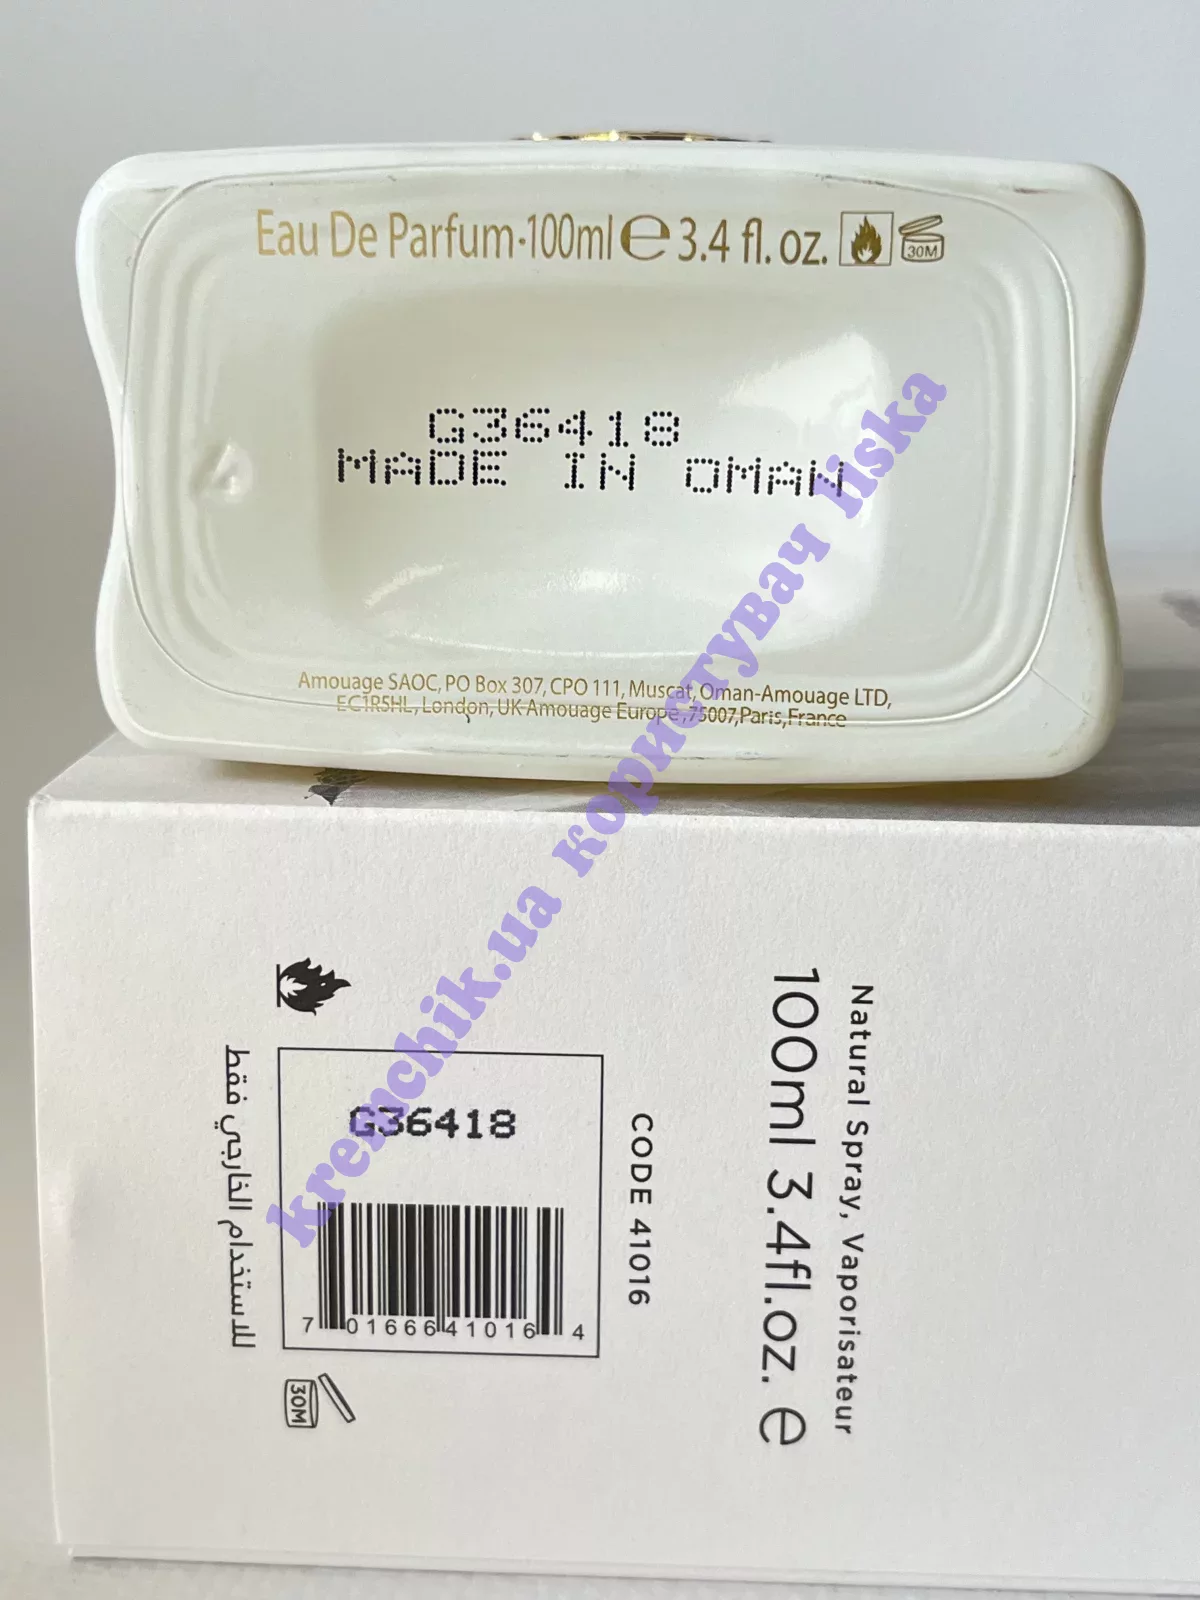 Eau De Parfum·100ml ℮ 3.4 fl. oz.
30M
G36418
MADE IN OMAN
Amouage SAOC, PO Box 307, CPO 111, Muscat, Oman-Amouage LTD,
EC1R5HL, London, UK-Amouage Europe ,75007,Paris,France
kremchik.ua користувач liska
Natural Spray, Vaporisateur
100ml 3.4fl.oz. ℮
CODE 41016
G36418
7 01666 41016 4
للاستخدام الخارجي فقط
30M